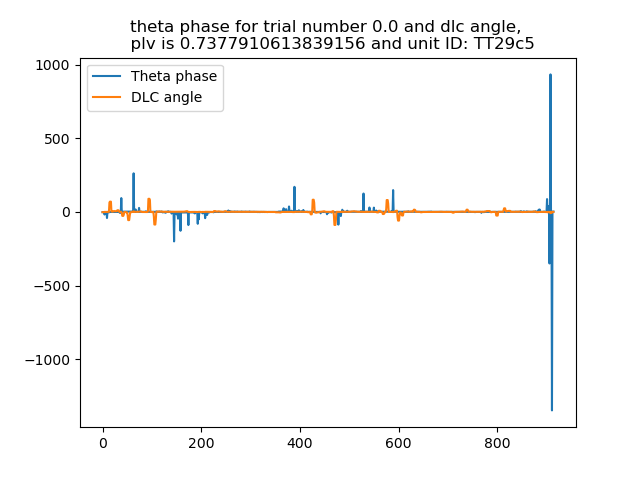 theta phase for trial number 0.0 and dlc angle,
plv is 0.7377910613839156 and unit ID: TT29c5
Theta phase
DLC angle
1000
500
0
−500
−1000
0
200
400
600
800